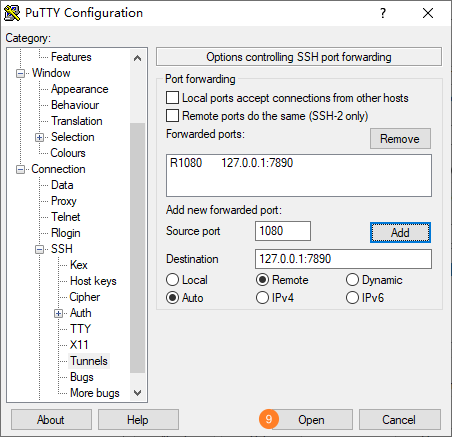 PuTTY Configuration
?
Category:
Features
Window
Appearance
Behaviour
Translation
Selection
Colours
Connection
Data
Proxy
Telnet
Rlogin
SSH
Kex
Host keys
Cipher
Auth
TTY
X11
Tunnels
Bugs
More bugs
Options controlling SSH port forwarding
Port forwarding
Local ports accept connections from other hosts
Remote ports do the same (SSH-2 only)
Forwarded ports:
Remove
R1080 127.0.0.1:7890
Add new forwarded port:
Source port 1080 Add
Destination 127.0.0.1:7890
Local Remote Dynamic
Auto IPv4 IPv6
About Help 9 Open Cancel